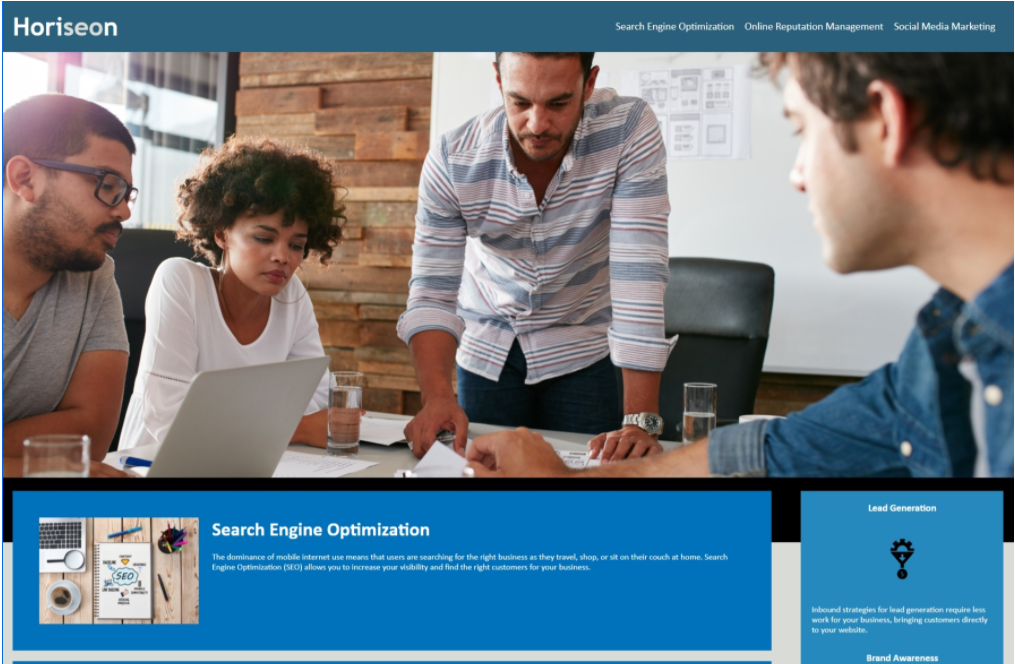 Horiseon
Search Engine Optimization Online Reputation Management Social Media Marketing
SEO
Search Engine Optimization
The dominance of mobile internet use means that users are searching for the right business as they travel, shop, or sit on their couch at home. Search
Engine Optimization (SEO) allows you to increase your visibility and find the right customers for your business.
Lead Generation
Inbound strategies for lead generation require less
work for your business, bringing customers directly
to your website.
Brand Awareness